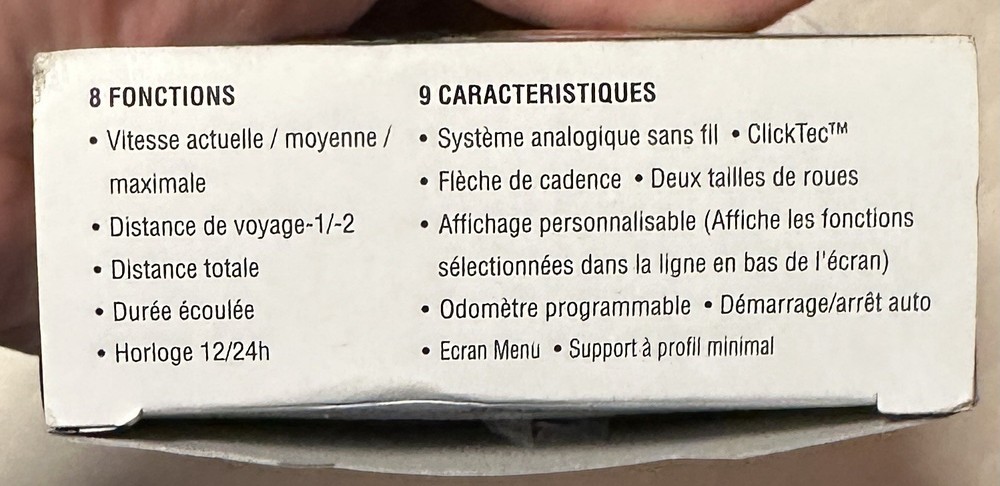 8 FONCTIONS
• Vitesse actuelle / moyenne /
maximale
• Distance de voyage-1/-2
• Distance totale
• Durée écoulée
• Horloge 12/24h
9 CARACTERISTIQUES
• Système analogique sans fil • ClickTec™
• Flèche de cadence • Deux tailles de roues
• Affichage personnalisable (Affiche les fonctions
sélectionnées dans la ligne en bas de l'écran)
• Odomètre programmable • Démarrage/arrêt auto
• Ecran Menu • Support à profil minimal